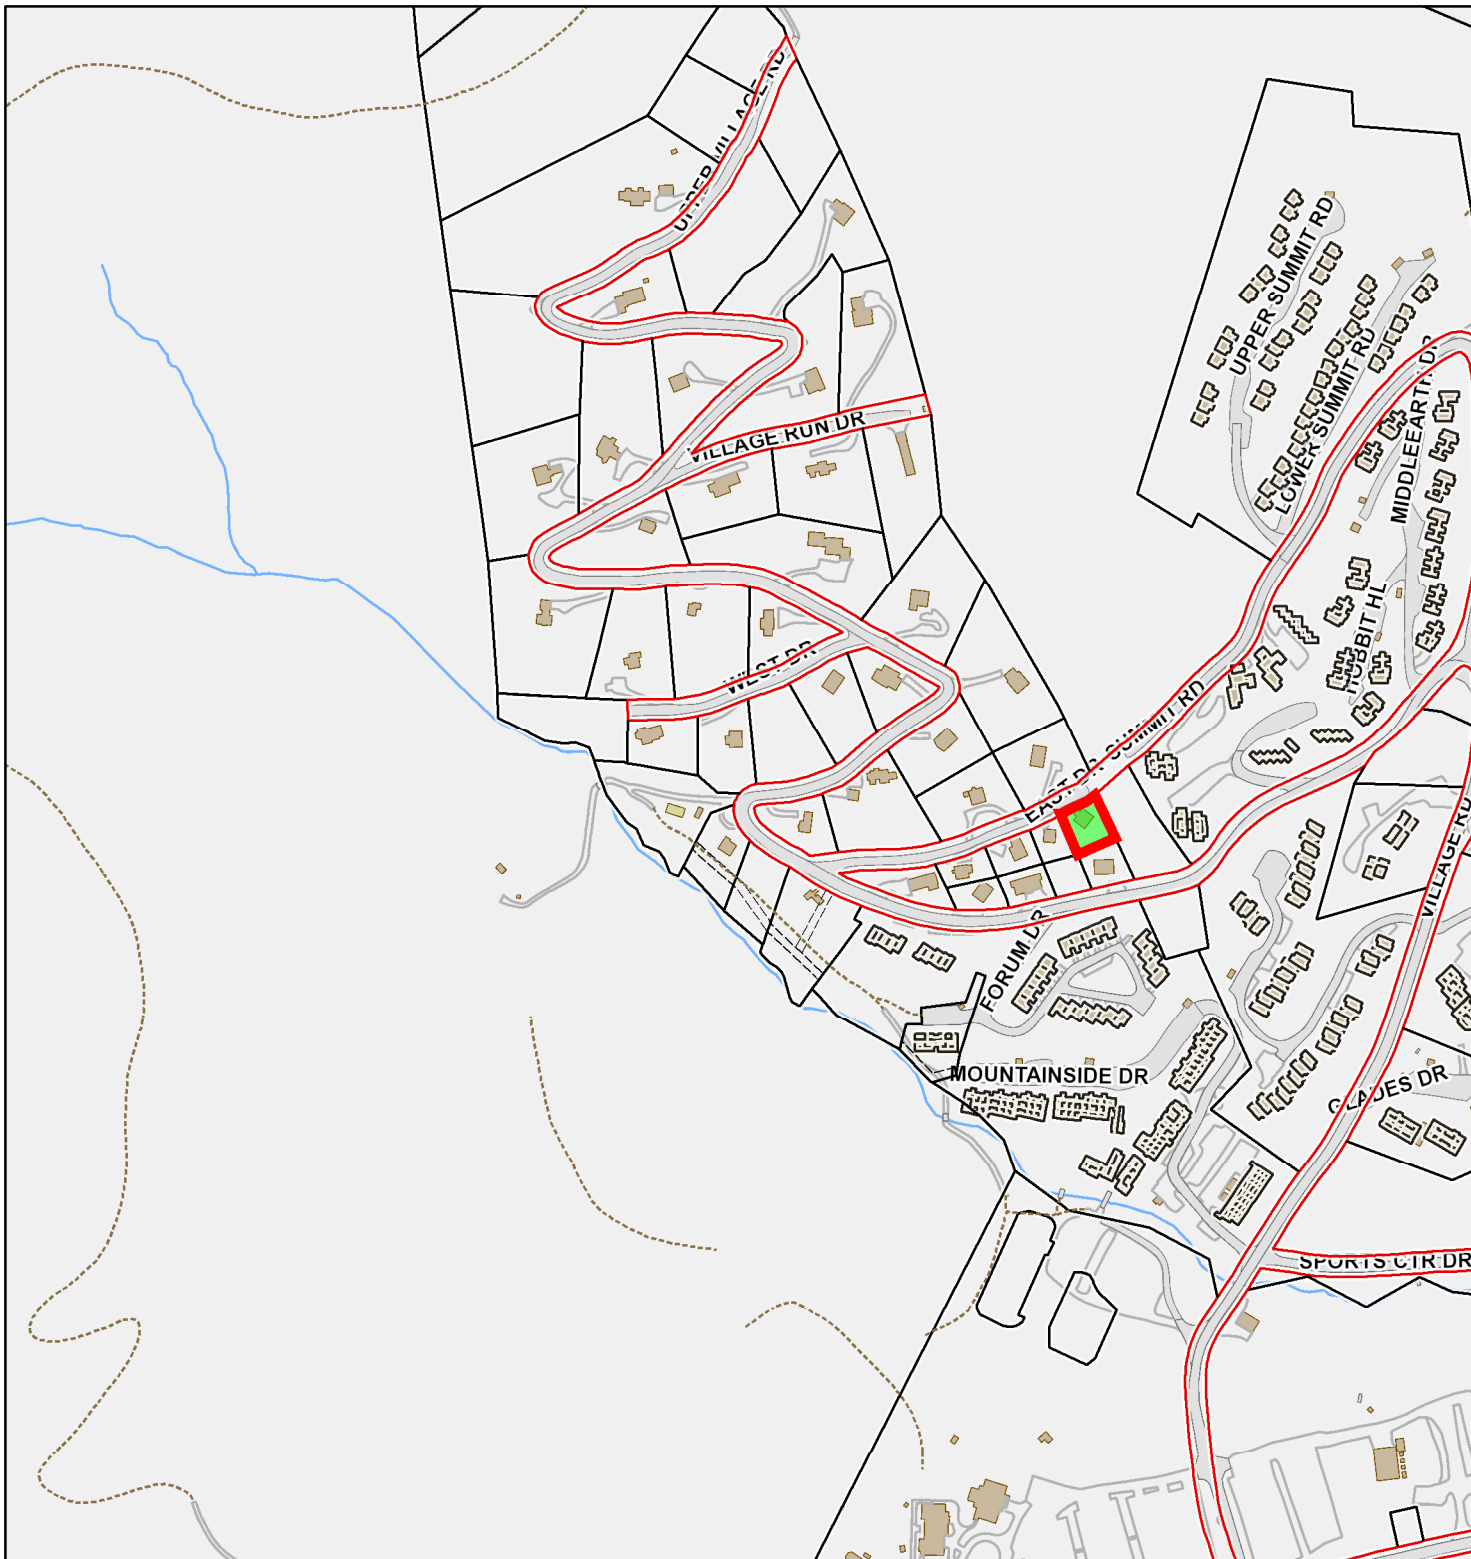 UPPER VILLAGE RD
UPPER SUMMIT RD
LOWER SUMMIT RD
MIDDLEEARTH DR
VILLAGE RUN DR
HOBBIT HL
WEST DR
EAST DR SUMMIT RD
VILLAGE RD
FORUM DR
MOUNTAINSIDE DR
GLADES DR
SPORTS CTR DR